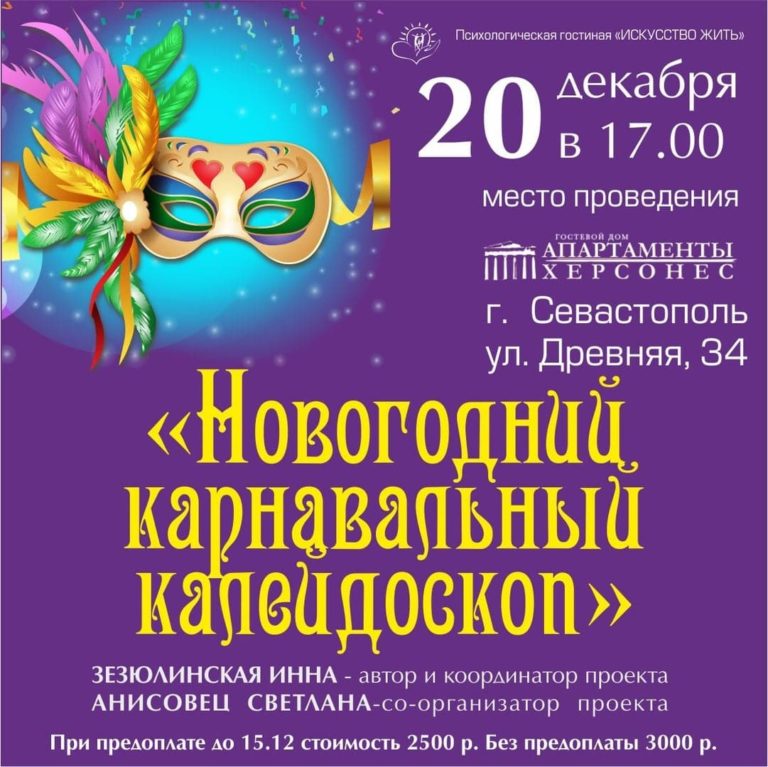 Психологическая гостиная «ИСКУССТВО ЖИТЬ»
20 декабря
в 17.00
место проведения
ГОСТЕВОЙ ДОМ
АПАРТАМЕНТЫ
ХЕРСОНЕС
г. Севастополь
ул. Древняя, 34
«Новогодний
карнавальный
калейдоскоп»
ЗЕЗЮЛИНСКАЯ ИННА - автор и координатор проекта
АНИСОВЕЦ СВЕТЛАНА-со-организатор проекта
При предоплате до 15.12 стоимость 2500 р. Без предоплаты 3000 р.